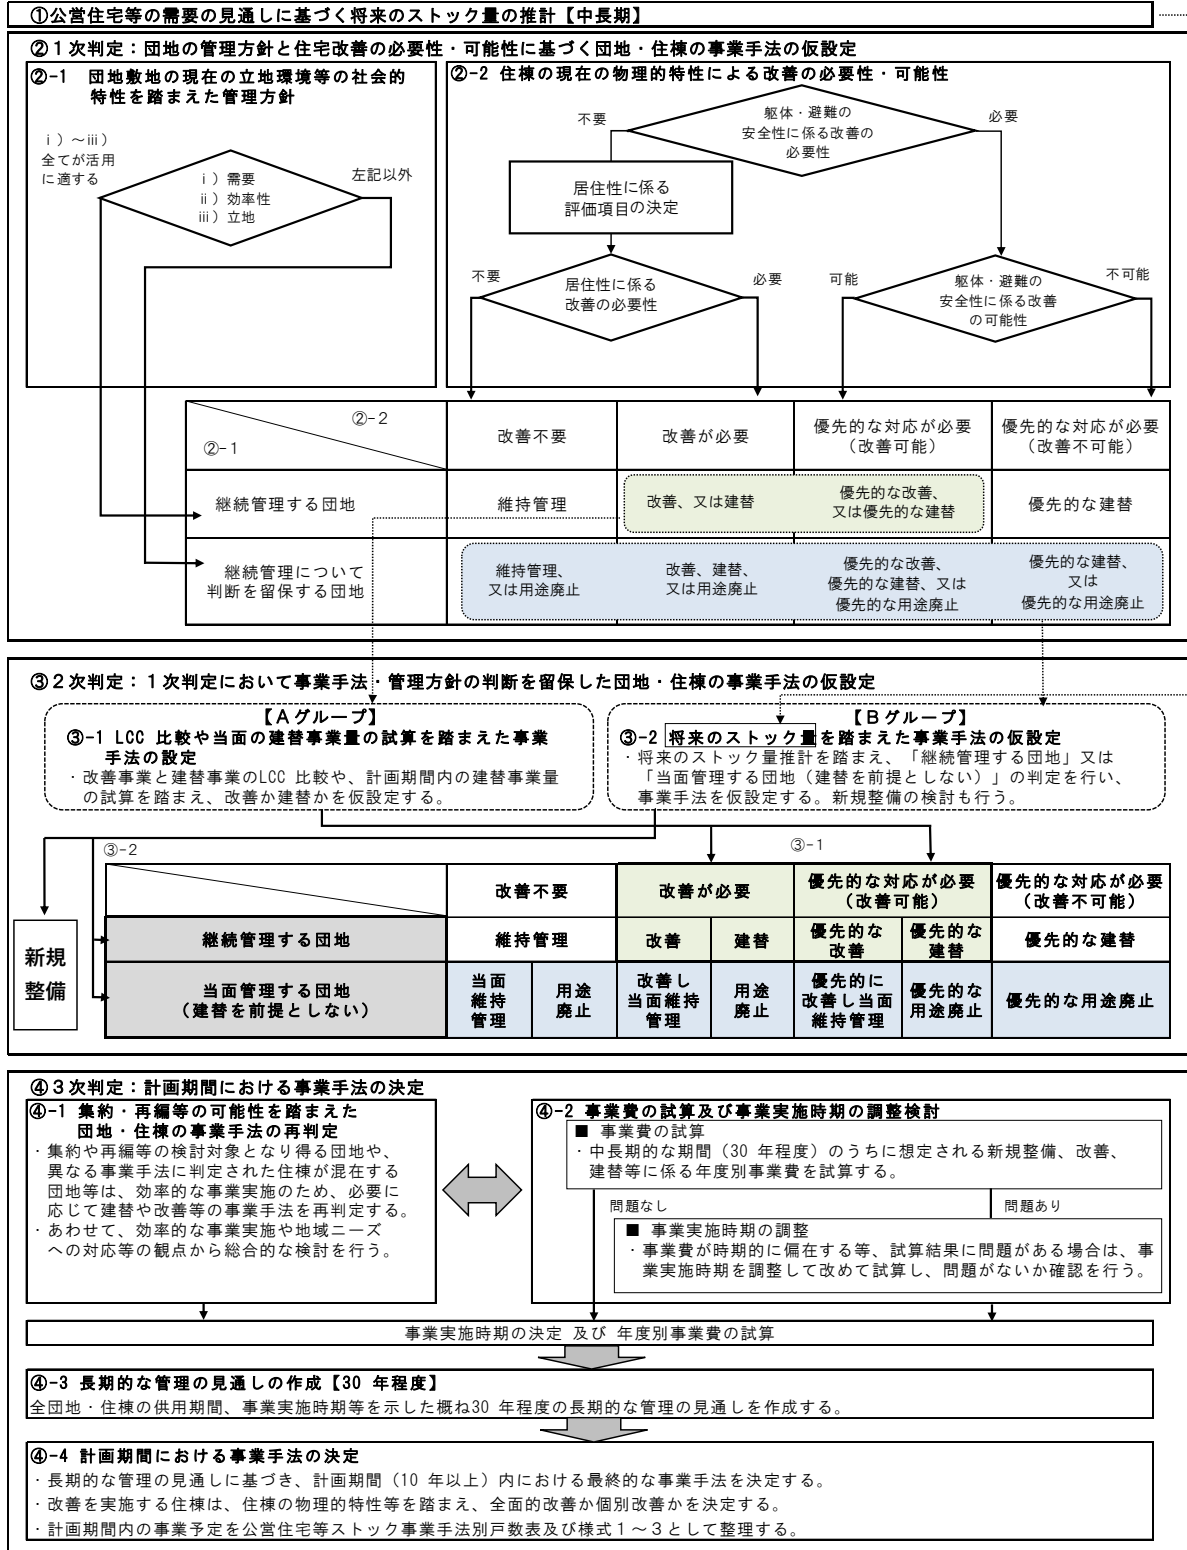 ①公営住宅等の需要の見通しに基づく将来のストック量の推計【中長期】
②１次判定：団地の管理方針と住宅改善の必要性・可能性に基づく団地・住棟の事業手法の仮設定
②-1 団地敷地の現在の立地環境等の社会的
特性を踏まえた管理方針
ⅰ）～ⅲ）
全てが活用
に適する
ⅰ）需要
ⅱ）効率性
ⅲ）立地
左記以外
②-2 住棟の現在の物理的特性による改善の必要性・可能性
不要
躯体・避難の
安全性に係る改善の
必要性
必要
居住性に係る
評価項目の決定
不要
居住性に係る
改善の必要性
必要
可能
躯体・避難の
安全性に係る改善
の可能性
不可能
②-2
②-1
改善不要
改善が必要
優先的な対応が必要
（改善可能）
優先的な対応が必要
（改善不可能）
継続管理する団地
維持管理
改善、又は建替
優先的な改善、
又は優先的な建替
優先的な建替
継続管理について
判断を留保する団地
維持管理、
又は用途廃止
改善、建替、
又は用途廃止
優先的な改善、
優先的な建替、又は
優先的な用途廃止
優先的な建替、
又は
優先的な用途廃止
③２次判定：１次判定において事業手法・管理方針の判断を留保した団地・住棟の事業手法の仮設定
【Ａグループ】
③-1 LCC 比較や当面の建替事業量の試算を踏まえた事業
手法の設定
・改善事業と建替事業のLCC 比較や、計画期間内の建替事業量
の試算を踏まえ、改善か建替かを仮設定する。
【Ｂグループ】
③-2 将来のストック量を踏まえた事業手法の仮設定
・将来のストック量推計を踏まえ、「継続管理する団地」又は
「当面管理する団地（建替を前提としない）」の判定を行い、
事業手法を仮設定する。新規整備の検討も行う。
③-2
③-1
新規
整備
改善不要
改善が必要
優先的な対応が必要
（改善可能）
優先的な対応が必要
（改善不可能）
継続管理する団地
維持管理
改善
建替
優先的な
改善
優先的な
建替
優先的な建替
当面管理する団地
（建替を前提としない）
当面
維持
管理
用途
廃止
改善し
当面維持
管理
用途
廃止
優先的に
改善し当面
維持管理
優先的な
用途廃止
優先的な用途廃止
④３次判定：計画期間における事業手法の決定
④-1 集約・再編等の可能性を踏まえた
団地・住棟の事業手法の再判定
・集約や再編等の検討対象となり得る団地や、
異なる事業手法に判定された住棟が混在する
団地等は、効率的な事業実施のため、必要に
応じて建替や改善等の事業手法を再判定する。
・あわせて、効率的な事業実施や地域ニーズ
への対応等の観点から総合的な検討を行う。
④-2 事業費の試算及び事業実施時期の調整検討
■ 事業費の試算
・中長期的な期間（30 年程度）のうちに想定される新規整備、改善、
建替等に係る年度別事業費を試算する。
問題なし
問題あり
■ 事業実施時期の調整
・事業費が時期的に偏在する等、試算結果に問題がある場合は、事
業実施時期を調整して改めて試算し、問題がないか確認を行う。
事業実施時期の決定 及び 年度別事業費の試算
④-3 長期的な管理の見通しの作成【30 年程度】
全団地・住棟の供用期間、事業実施時期等を示した概ね30 年程度の長期的な管理の見通しを作成する。
④-4 計画期間における事業手法の決定
・長期的な管理の見通しに基づき、計画期間（10 年以上）内における最終的な事業手法を決定する。
・改善を実施する住棟は、住棟の物理的特性等を踏まえ、全面的改善か個別改善かを決定する。
・計画期間内の事業予定を公営住宅等ストック事業手法別戸数表及び様式１～３として整理する。